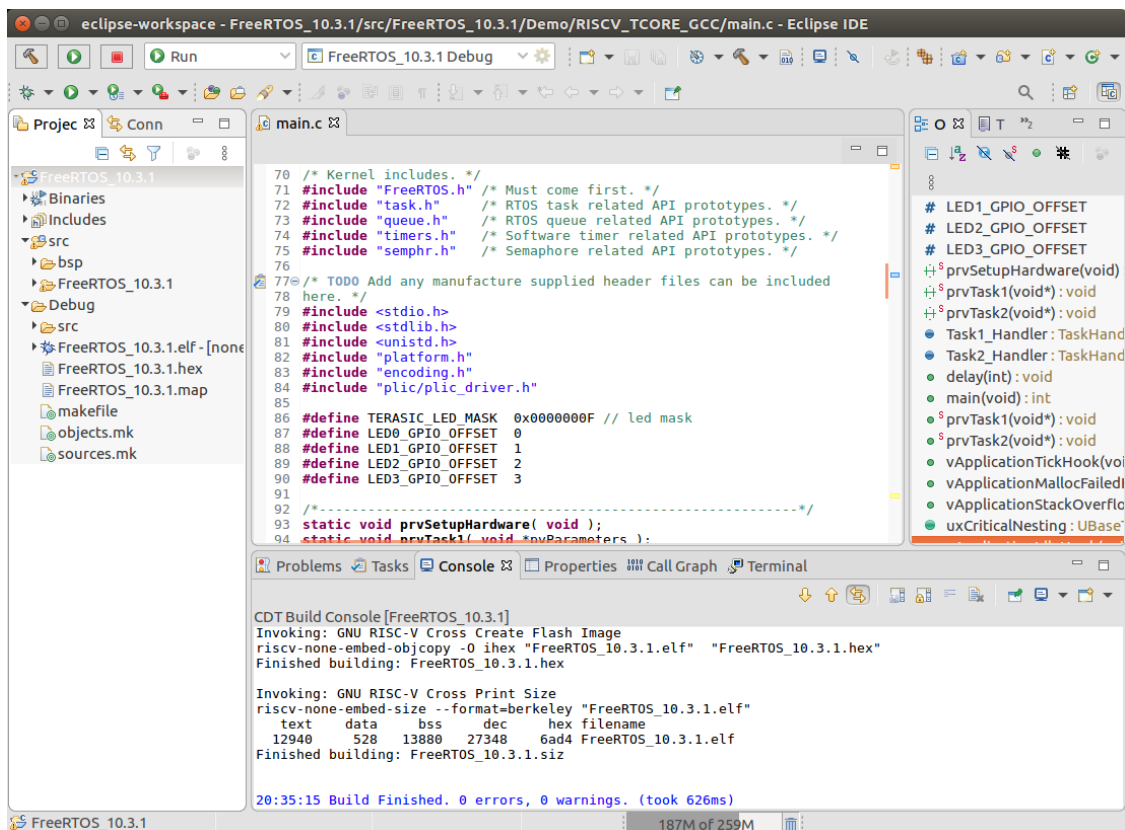 eclipse-workspace - FreeRTOS_10.3.1/src/FreeRTOS_10.3.1/Demo/RISCV_TCORE_GCC/main.c - Eclipse IDE
Run
FreeRTOS_10.3.1 Debug
Projec
Conn
FreeRTOS_10.3.1
Binaries
Includes
src
bsp
FreeRTOS_10.3.1
Debug
src
FreeRTOS_10.3.1.elf - [none
FreeRTOS_10.3.1.hex
FreeRTOS_10.3.1.map
makefile
objects.mk
sources.mk
main.c
70 /* Kernel includes. */
71 #include "FreeRTOS.h" /* Must come first. */
72 #include "task.h"     /* RTOS task related API prototypes. */
73 #include "queue.h"    /* RTOS queue related API prototypes. */
74 #include "timers.h"   /* Software timer related API prototypes. */
75 #include "semphr.h"   /* Semaphore related API prototypes. */
76
77 /* TODO Add any manufacture supplied header files can be included
78 here. */
79 #include <stdio.h>
80 #include <stdlib.h>
81 #include <unistd.h>
82 #include "platform.h"
83 #include "encoding.h"
84 #include "plic/plic_driver.h"
85
86 #define TERASIC_LED_MASK  0x0000000F // led mask
87 #define LED0_GPIO_OFFSET  0
88 #define LED1_GPIO_OFFSET  1
89 #define LED2_GPIO_OFFSET  2
90 #define LED3_GPIO_OFFSET  3
91
92 /*-----------------------------------------------------------*/
93 static void prvSetupHardware( void );
94 static void prvTask1( void *pvParameters );
O
T
2
# LED1_GPIO_OFFSET
# LED2_GPIO_OFFSET
# LED3_GPIO_OFFSET
S prvSetupHardware(void)
S prvTask1(void*) : void
S prvTask2(void*) : void
Task1_Handler : TaskHand
Task2_Handler : TaskHand
delay(int) : void
main(void) : int
S prvTask1(void*) : void
S prvTask2(void*) : void
vApplicationTickHook(voi
vApplicationMallocFailed
vApplicationStackOverflo
uxCriticalNesting : UBase
Problems
Tasks
Console
Properties
Call Graph
Terminal
CDT Build Console [FreeRTOS_10.3.1]
Invoking: GNU RISC-V Cross Create Flash Image
riscv-none-embed-objcopy -O ihex "FreeRTOS_10.3.1.elf"  "FreeRTOS_10.3.1.hex"
Finished building: FreeRTOS_10.3.1.hex
Invoking: GNU RISC-V Cross Print Size
riscv-none-embed-size --format=berkeley "FreeRTOS_10.3.1.elf"
text    data     bss     dec     hex filename
12940     528   13880   27348    6ad4 FreeRTOS_10.3.1.elf
Finished building: FreeRTOS_10.3.1.siz
20:35:15 Build Finished. 0 errors, 0 warnings. (took 626ms)
FreeRTOS_10.3.1
187M of 259M